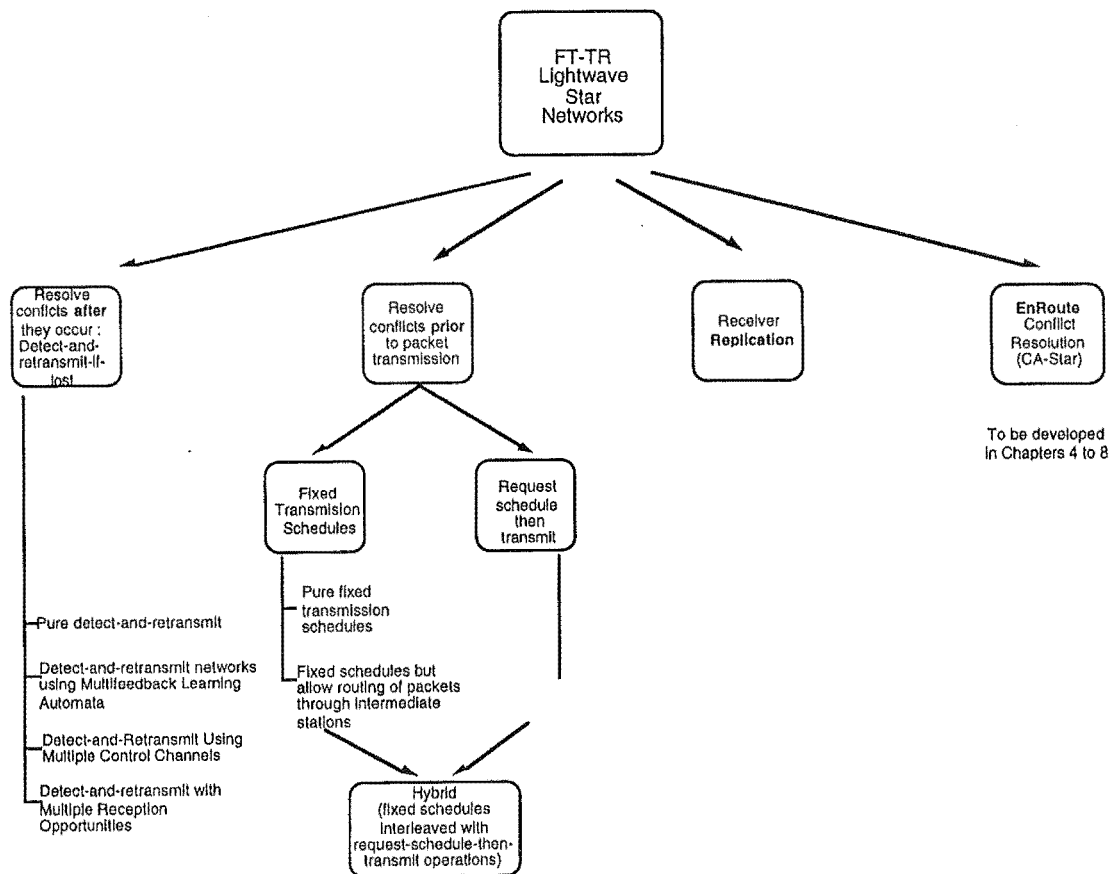 FT-TR
Lightwave
Star
Networks
Resolve
conflicts after
they occur :
Detect-and-
retransmit-if-
lost
Resolve
conflicts prior
to packet
transmission
Receiver
Replication
EnRoute
Conflict
Resolution
(CA-Star)
To be developed
in Chapters 4 to 8
Fixed
Transmision
Schedules
Request
schedule
then
transmit
Pure fixed
transmission
schedules
Fixed schedules but
allow routing of packets
through intermediate
stations
Pure detect-and-retransmit
Detect-and-retransmit networks
using Multifeedback Learning
Automata
Detect-and-Retransmit Using
Multiple Control Channels
Detect-and-retransmit with
Multiple Reception
Opportunities
Hybrid
(fixed schedules
interleaved with
request-schedule-then-
transmit operations)